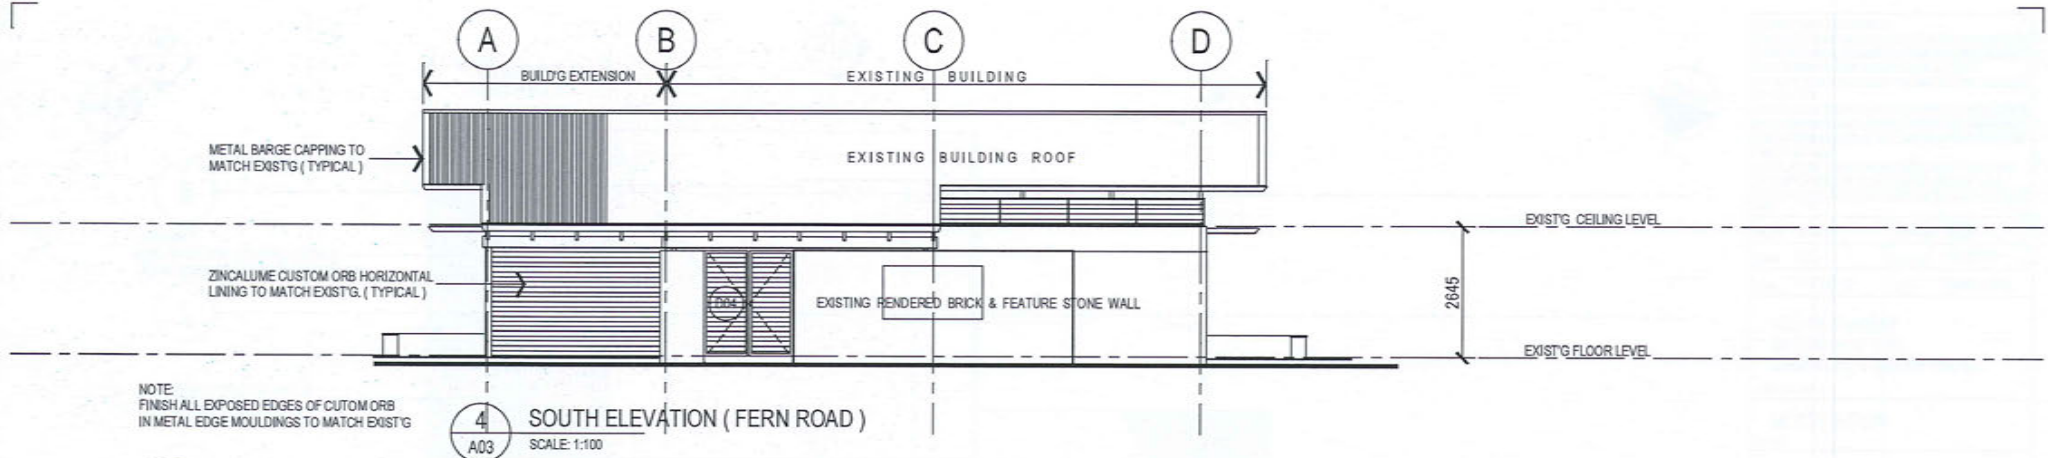 A B C D
BUILD'G EXTENSION EXISTING BUILDING
METAL BARGE CAPPING TO
MATCH EXIST'G ( TYPICAL )
EXISTING BUILDING ROOF
EXIST'G CEILING LEVEL
ZINCALUME CUSTOM ORB HORIZONTAL
LINING TO MATCH EXIST'G. ( TYPICAL )
D04
EXISTING RENDERED BRICK & FEATURE STONE WALL
2645
EXIST'G FLOOR LEVEL
NOTE:
FINISH ALL EXPOSED EDGES OF CUTOM ORB
IN METAL EDGE MOULDINGS TO MATCH EXIST'G
4
A03
SOUTH ELEVATION ( FERN ROAD )
SCALE: 1:100